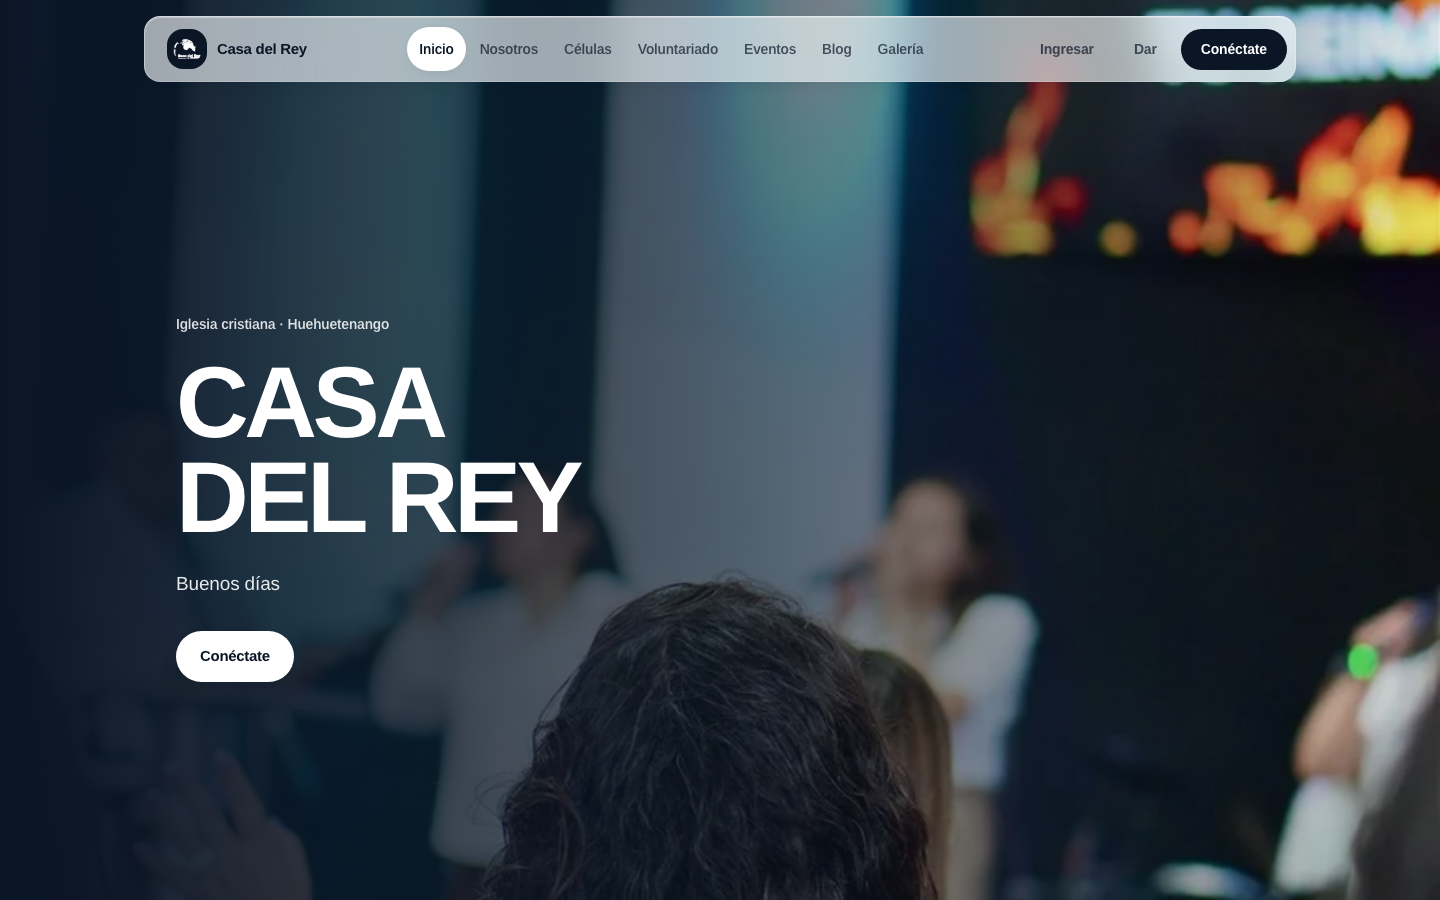 Casa del Rey
Inicio
Nosotros
Células
Voluntariado
Eventos
Blog
Galería
Ingresar
Dar
Conéctate
Iglesia cristiana · Huehuetenango
CASA
DEL REY
Buenos días
Conéctate